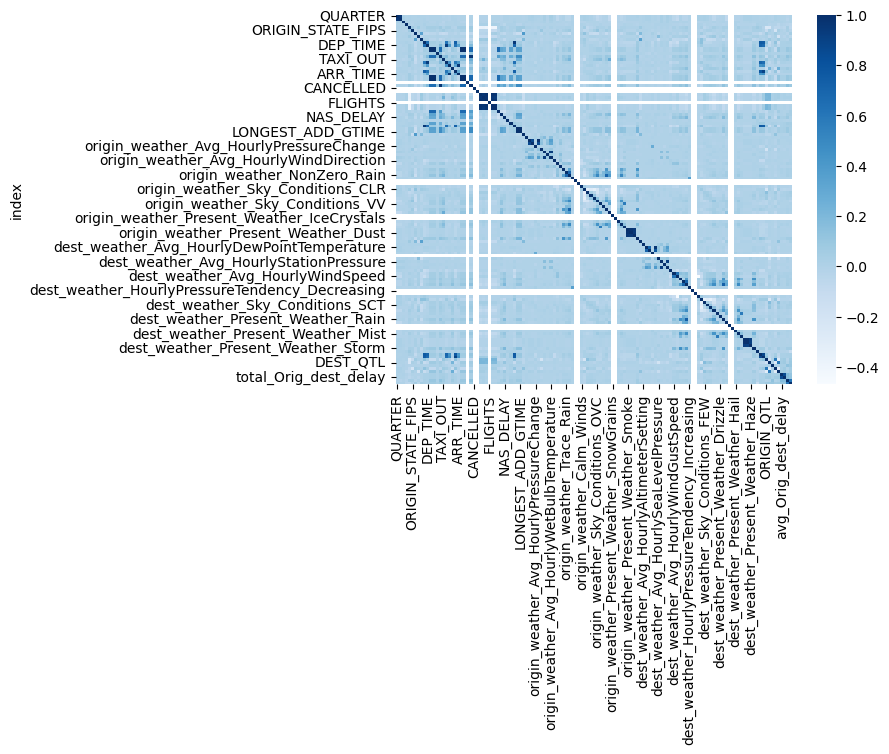 QUARTER
ORIGIN_STATE_FIPS
DEP_TIME
TAXI_OUT
ARR_TIME
CANCELLED
FLIGHTS
NAS_DELAY
LONGEST_ADD_GTIME
origin_weather_Avg_HourlyPressureChange
origin_weather_Avg_HourlyWindDirection
origin_weather_NonZero_Rain
origin_weather_Sky_Conditions_CLR
origin_weather_Sky_Conditions_VV
origin_weather_Present_Weather_IceCrystals
origin_weather_Present_Weather_Dust
dest_weather_Avg_HourlyDewPointTemperature
dest_weather_Avg_HourlyStationPressure
dest_weather_Avg_HourlyWindSpeed
dest_weather_HourlyPressureTendency_Decreasing
dest_weather_Sky_Conditions_SCT
dest_weather_Present_Weather_Rain
dest_weather_Present_Weather_Mist
dest_weather_Present_Weather_Storm
DEST_QTL
total_Orig_dest_delay
index
QUARTER
ORIGIN_STATE_FIPS
DEP_TIME
TAXI_OUT
ARR_TIME
CANCELLED
FLIGHTS
NAS_DELAY
LONGEST_ADD_GTIME
origin_weather_Avg_HourlyPressureChange
origin_weather_Avg_HourlyWetBulbTemperature
origin_weather_Trace_Rain
origin_weather_Calm_Winds
origin_weather_Sky_Conditions_OVC
origin_weather_Present_Weather_SnowGrains
origin_weather_Present_Weather_Smoke
dest_weather_Avg_HourlyAltimeterSetting
dest_weather_Avg_HourlySeaLevelPressure
dest_weather_Avg_HourlyWindGustSpeed
dest_weather_HourlyPressureTendency_Increasing
dest_weather_Sky_Conditions_FEW
dest_weather_Present_Weather_Drizzle
dest_weather_Present_Weather_Hail
dest_weather_Present_Weather_Haze
ORIGIN_QTL
avg_Orig_dest_delay
1.0
0.8
0.6
0.4
0.2
0.0
−0.2
−0.4